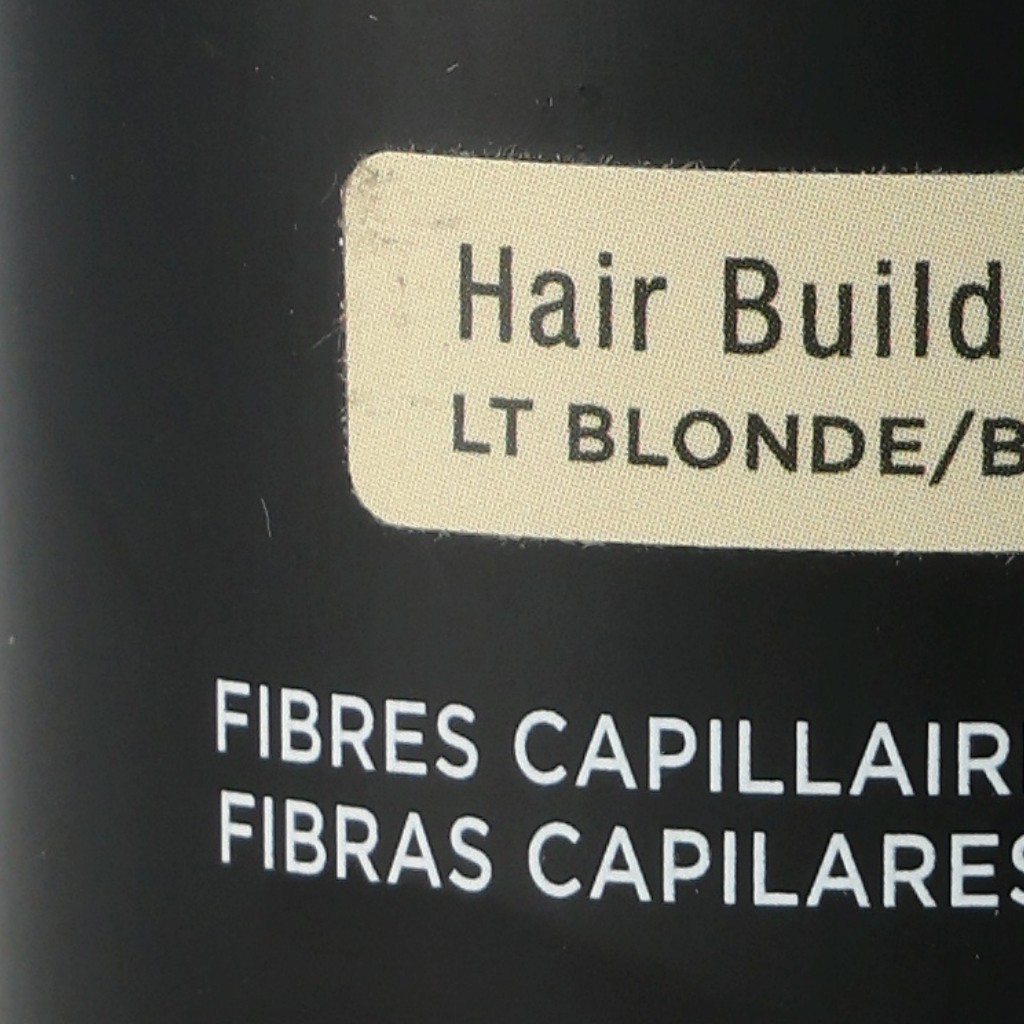 Hair Build
LT BLONDE/B
FIBRES CAPILLAIR
FIBRAS CAPILARES